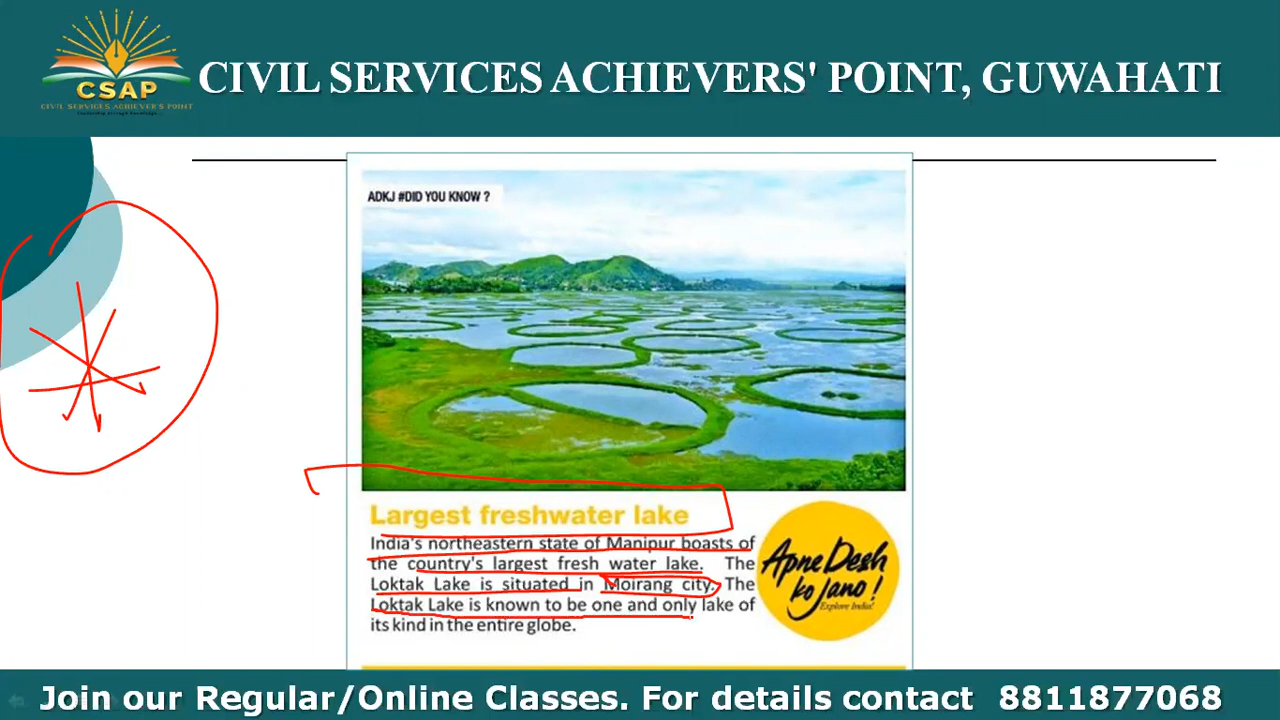 CSAP
CIVIL SERVICES ACHIEVER'S POINT
CIVIL SERVICES ACHIEVERS' POINT, GUWAHATI
ADKJ #DID YOU KNOW ?
Largest freshwater lake
India's northeastern state of Manipur boasts of
the country's largest fresh water lake. The
Loktak Lake is situated in Moirang city. The
Loktak Lake is known to be one and only lake of
its kind in the entire globe.
Apne Desh
ko Jano!
Explore India!
Join our Regular/Online Classes. For details contact 8811877068